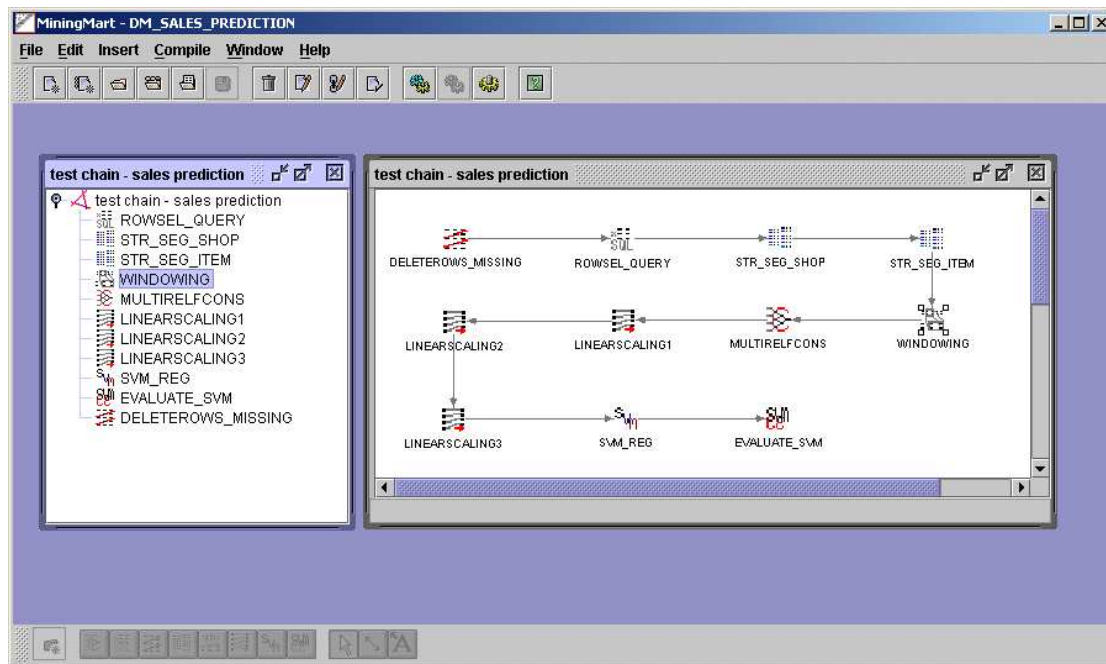 MiningMart - DM_SALES_PREDICTION
File Edit Insert Compile Window Help
test chain - sales prediction
test chain - sales prediction
ROWSEL_QUERY
STR_SEG_SHOP
STR_SEG_ITEM
WINDOWING
MULTIRELFCONS
LINEARSCALING1
LINEARSCALING2
LINEARSCALING3
SVM_REG
EVALUATE_SVM
DELETEROWS_MISSING
test chain - sales prediction
DELETEROWS_MISSING ROWSEL_QUERY STR_SEG_SHOP STR_SEG_ITEM
LINEARSCALING2 LINEARSCALING1 MULTIRELFCONS WINDOWING
LINEARSCALING3 SVM_REG EVALUATE_SVM